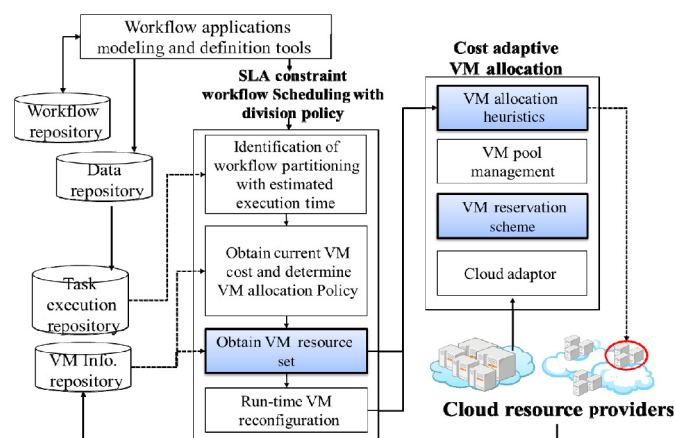 Workflow applications
modeling and definition tools
Workflow
repository
Data
repository
Task
execution
repository
VM Info.
repository
SLA constraint
workflow Scheduling with
division policy
Identification of
workflow partitioning
with estimated
execution time
Obtain current VM
cost and determine
VM allocation Policy
Obtain VM resource
set
Run-time VM
reconfiguration
Cost adaptive
VM allocation
VM allocation
heuristics
VM pool
management
VM reservation
scheme
Cloud adaptor
Cloud resource providers